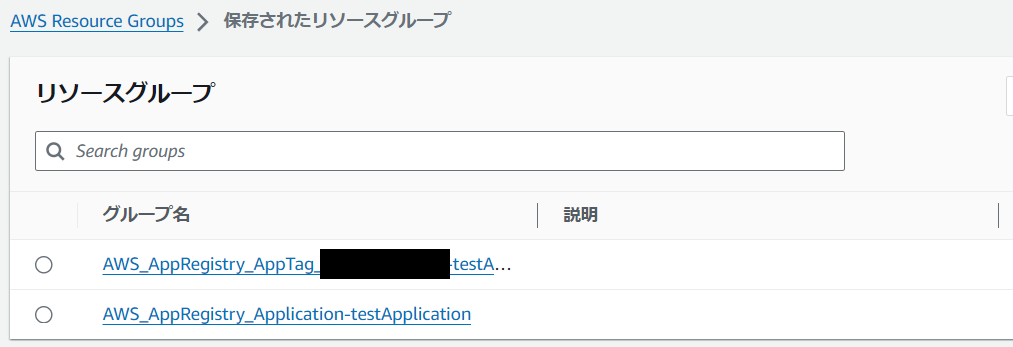 AWS Resource Groups > 保存されたリソースグループ
リソースグループ
Search groups
グループ名 説明
AWS_AppRegistry_AppTag_ -testA...
AWS_AppRegistry_Application-testApplication